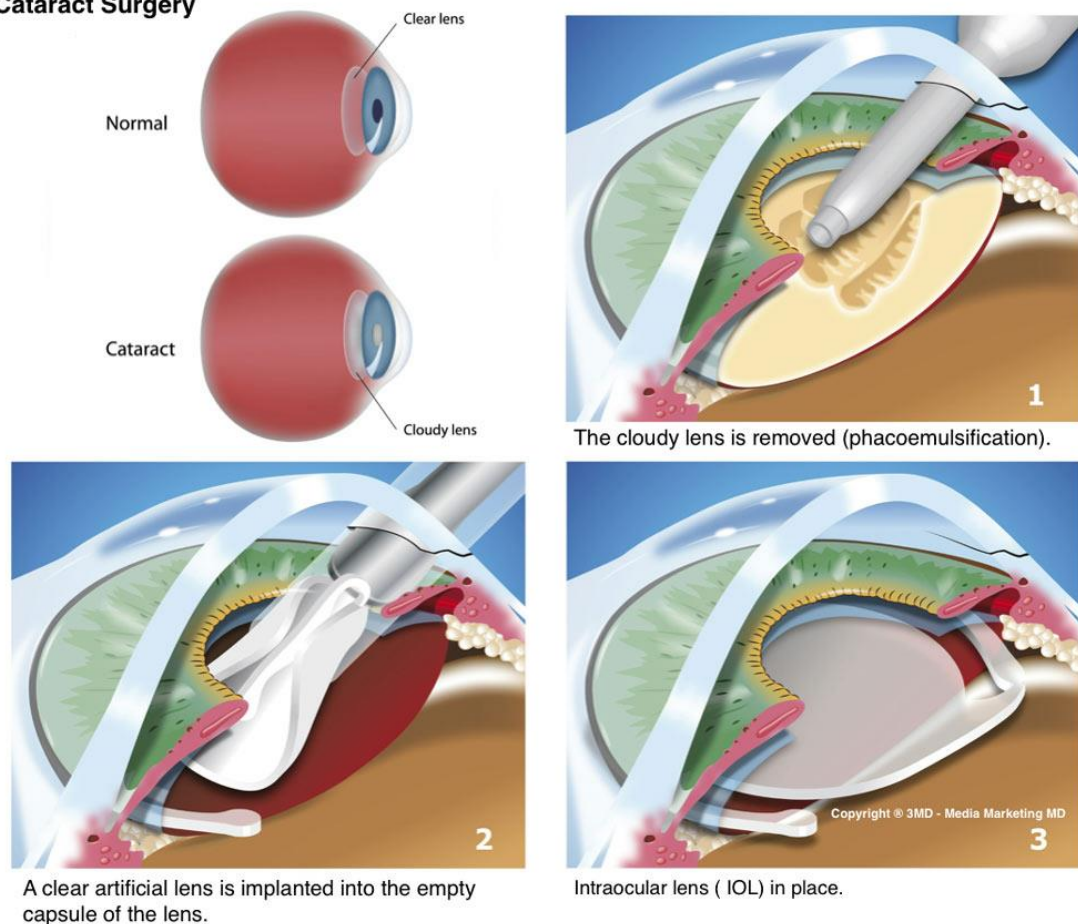 Cataract Surgery
Clear lens
Normal
Cataract
Cloudy lens
1
The cloudy lens is removed (phacoemulsification).
2
A clear artificial lens is implanted into the empty
capsule of the lens.
Copyright ® 3MD - Media Marketing MD
3
Intraocular lens ( IOL) in place.